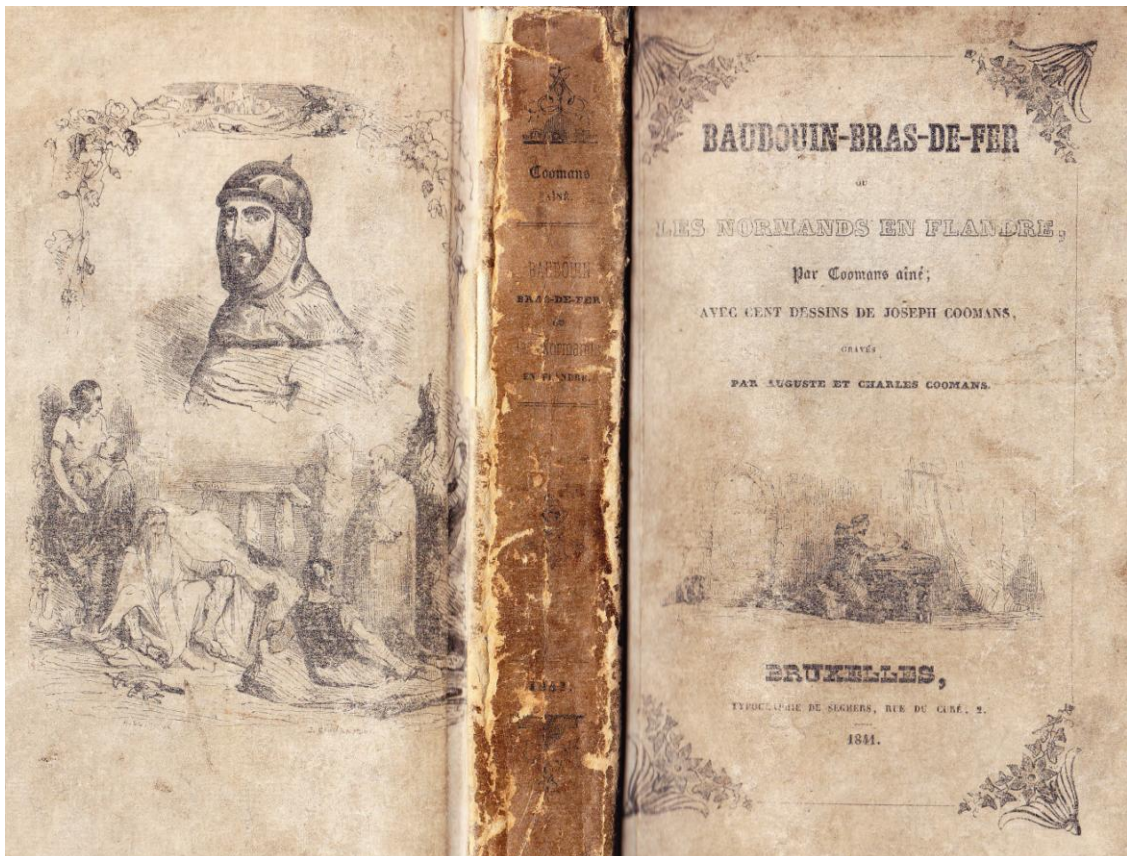 Coomans
AINÉ.
BAUDOUIN
BRAS-DE-FER
EN FLANDRE.
BAUDOUIN-BRAS-DE-FER
OU
LES NORMANDS EN FLANDRE,
Par Coomans aîné;
AVEC CENT DESSINS DE JOSEPH COOMANS,
GRAVÉS
PAR AUGUSTE ET CHARLES COOMANS.
BRUXELLES,
TYPOGRAPHIE DE SEGHERS, RUE DU CURÉ, 2.
1841.